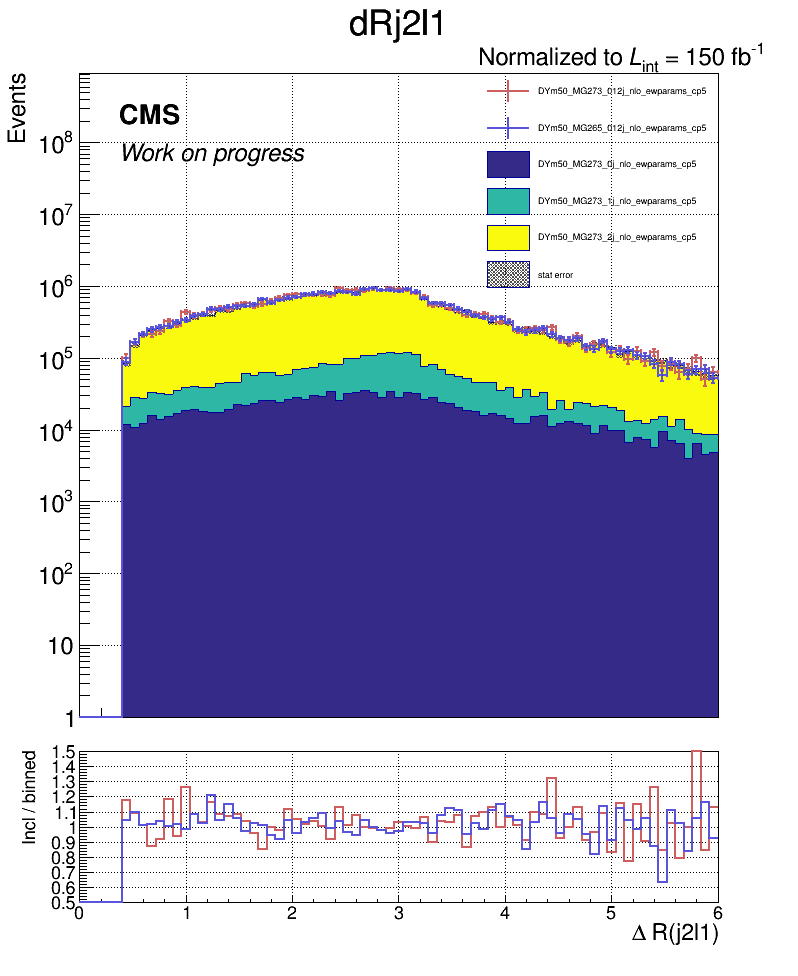 dRj2l1
Normalized to Lint = 150 fb-1
Events
CMS
Work on progress
DYm50_MG273_012j_nlo_ewparams_cp5
DYm50_MG265_012j_nlo_ewparams_cp5
DYm50_MG273_0j_nlo_ewparams_cp5
DYm50_MG273_1j_nlo_ewparams_cp5
DYm50_MG273_2j_nlo_ewparams_cp5
stat error
10^8
10^7
10^6
10^5
10^4
10^3
10^2
10
1
Incl / binned
1.5
1.4
1.3
1.2
1.1
1
0.9
0.8
0.7
0.6
0.5
0 1 2 3 4 5 6
Δ R(j2l1)